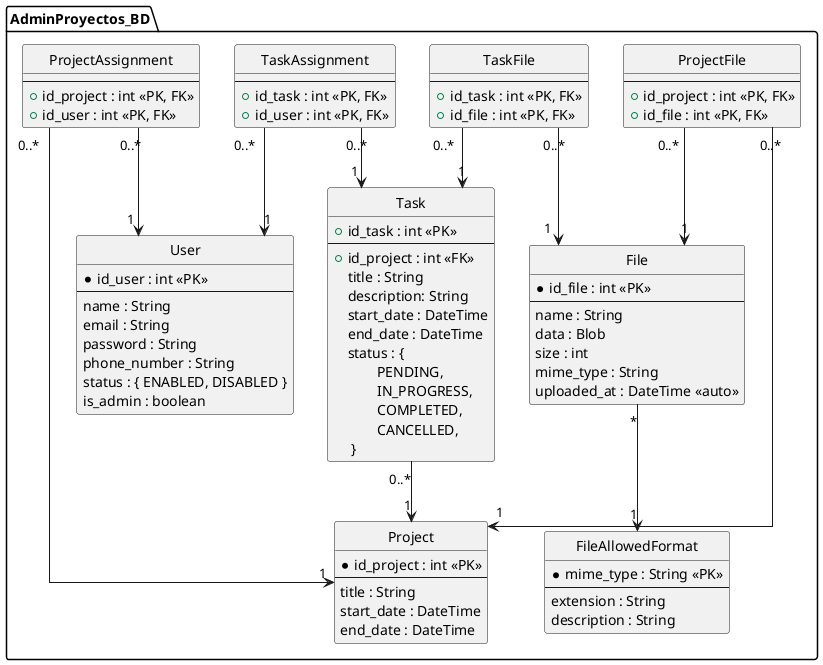 AdminProyectos_BD
ProjectAssignment
id_project : int «PK, FK»
id_user : int «PK, FK»
TaskAssignment
id_task : int «PK, FK»
id_user : int «PK, FK»
TaskFile
id_task : int «PK, FK»
id_file : int «PK, FK»
ProjectFile
id_project : int «PK, FK»
id_file : int «PK, FK»
0..*
0..*
0..*
0..*
0..*
0..*
0..*
0..*
1
1
1
1
1
1
User
* id_user : int «PK»
name : String
email : String
password : String
phone_number : String
status : { ENABLED, DISABLED }
is_admin : boolean
Task
id_task : int «PK»
id_project : int «FK»
title : String
description: String
start_date : DateTime
end_date : DateTime
status : {
PENDING,
IN_PROGRESS,
COMPLETED,
CANCELLED,
}
File
* id_file : int «PK»
name : String
data : Blob
size : int
mime_type : String
uploaded_at : DateTime «auto»
0..*
*
1
1
1
1
Project
* id_project : int «PK»
title : String
start_date : DateTime
end_date : DateTime
FileAllowedFormat
* mime_type : String «PK»
extension : String
description : String